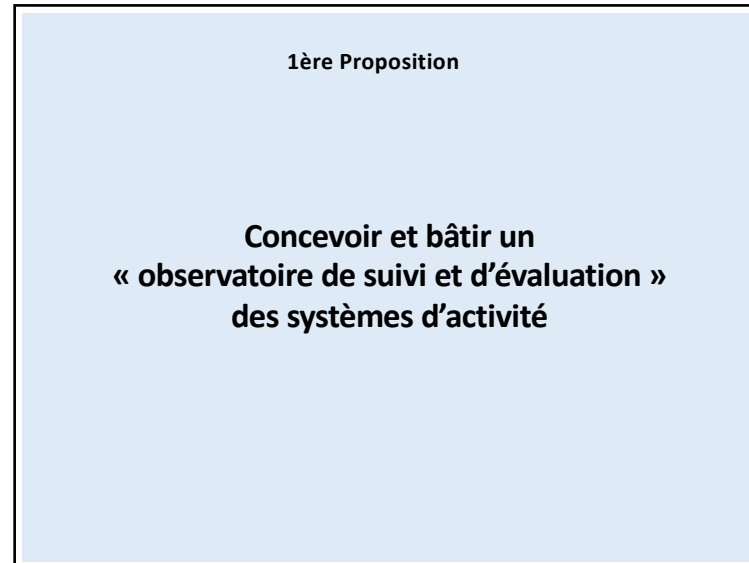 1ère Proposition
Concevoir et bâtir un
« observatoire de suivi et d’évaluation »
des systèmes d’activité